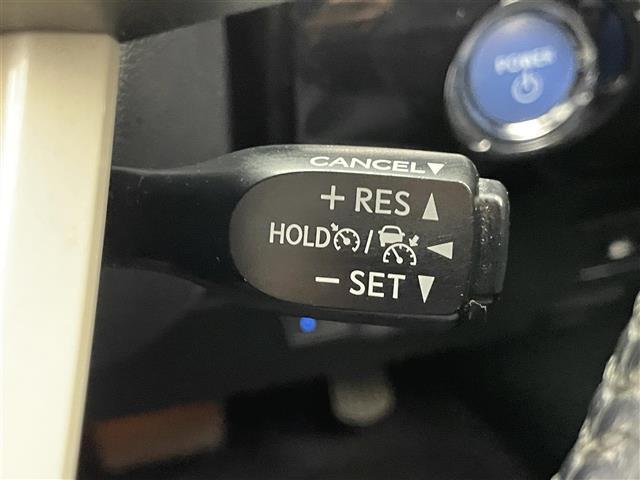 POWER
CANCEL▼
+ RES ▲
HOLD / ◀
− SET ▼